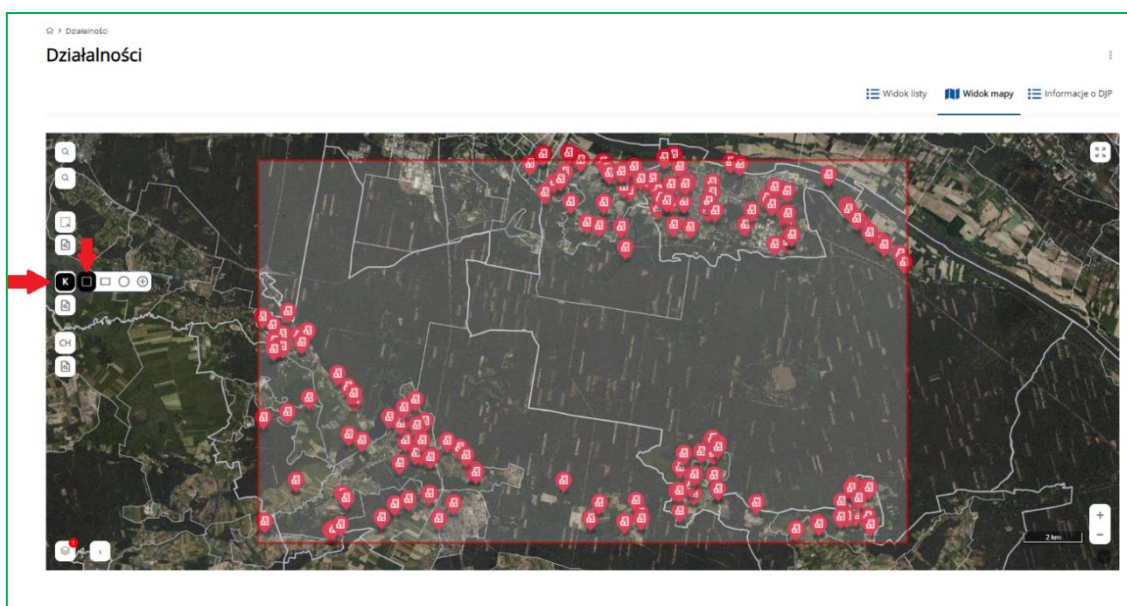 > Działalności
Działalności
Widok listy Widok mapy Informacje o DJP
K
CH
2 km